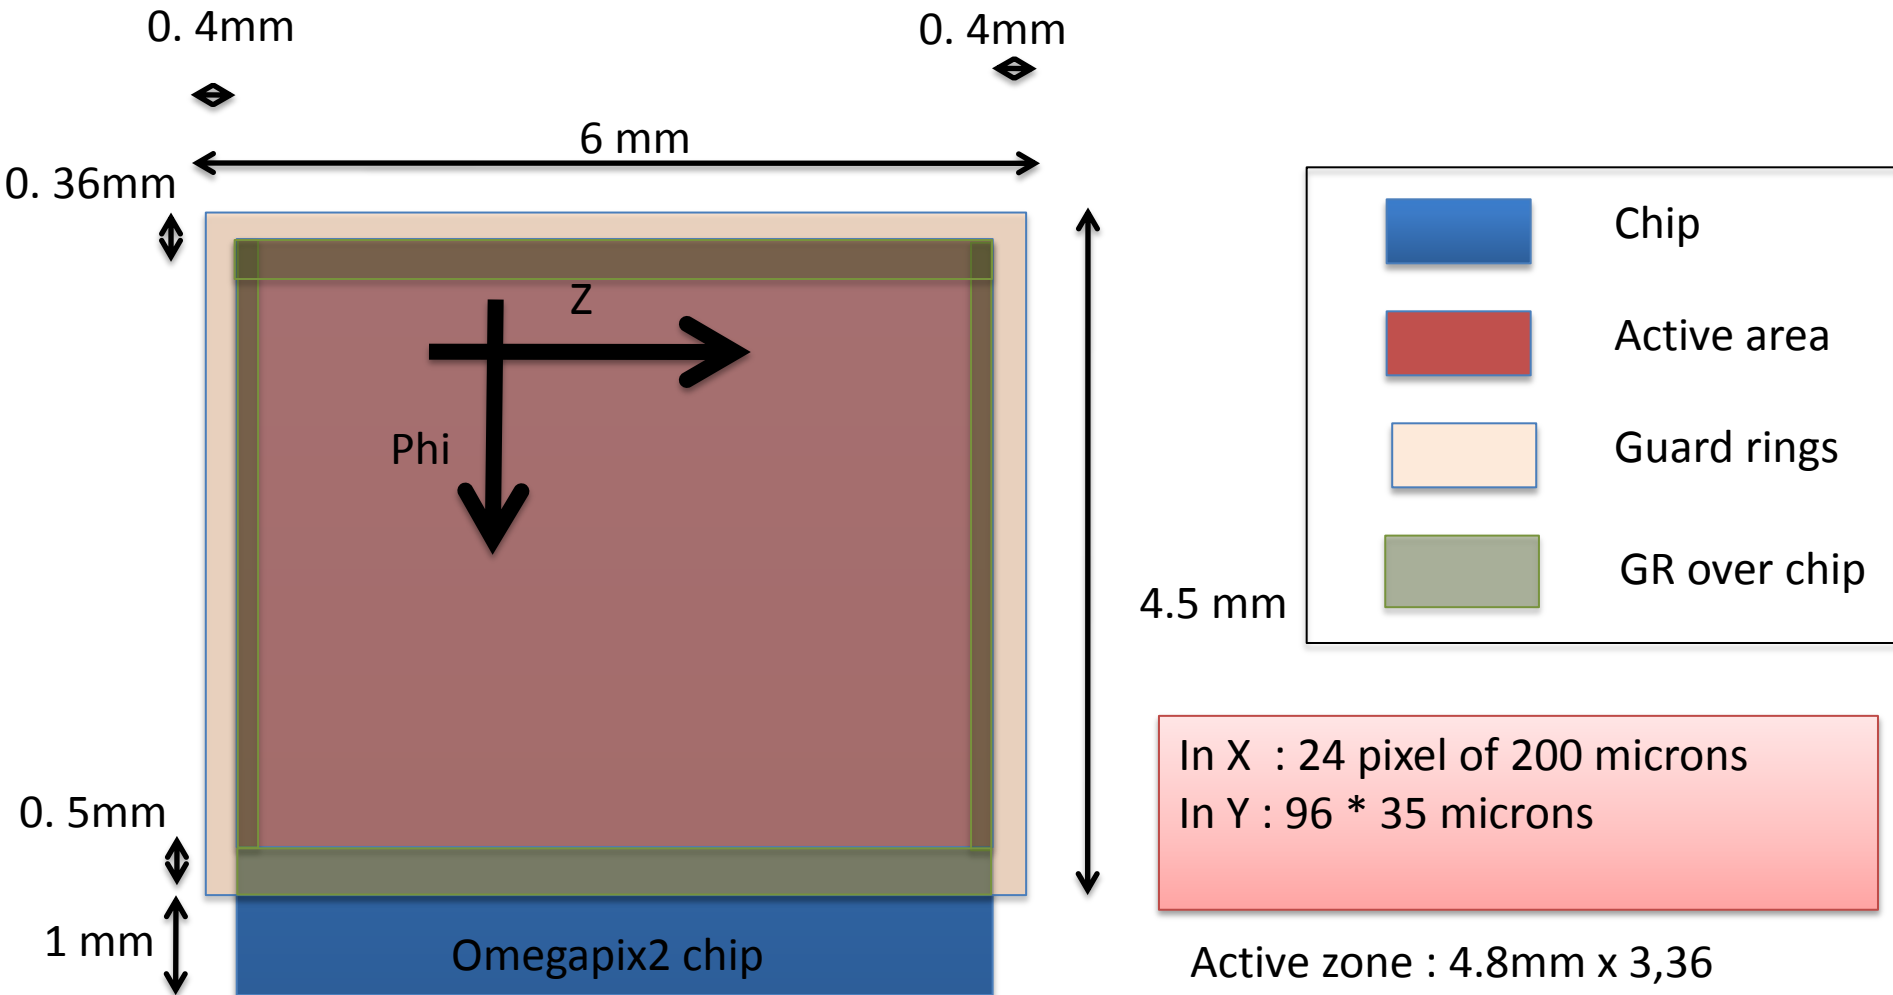 0. 4mm
0. 4mm
6 mm
0. 36mm
Z
Phi
4.5 mm
0. 5mm
1 mm
Omegapix2 chip
Chip
Active area
Guard rings
GR over chip
In X  : 24 pixel of 200 microns
In Y : 96 * 35 microns
Active zone : 4.8mm x 3,36